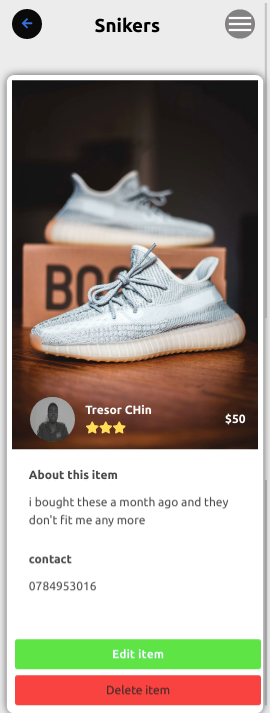 Snikers
BOO
Tresor CHin
$50
About this item
i bought these a month ago and they
don't fit me any more
contact
0784953016
Edit item
Delete item